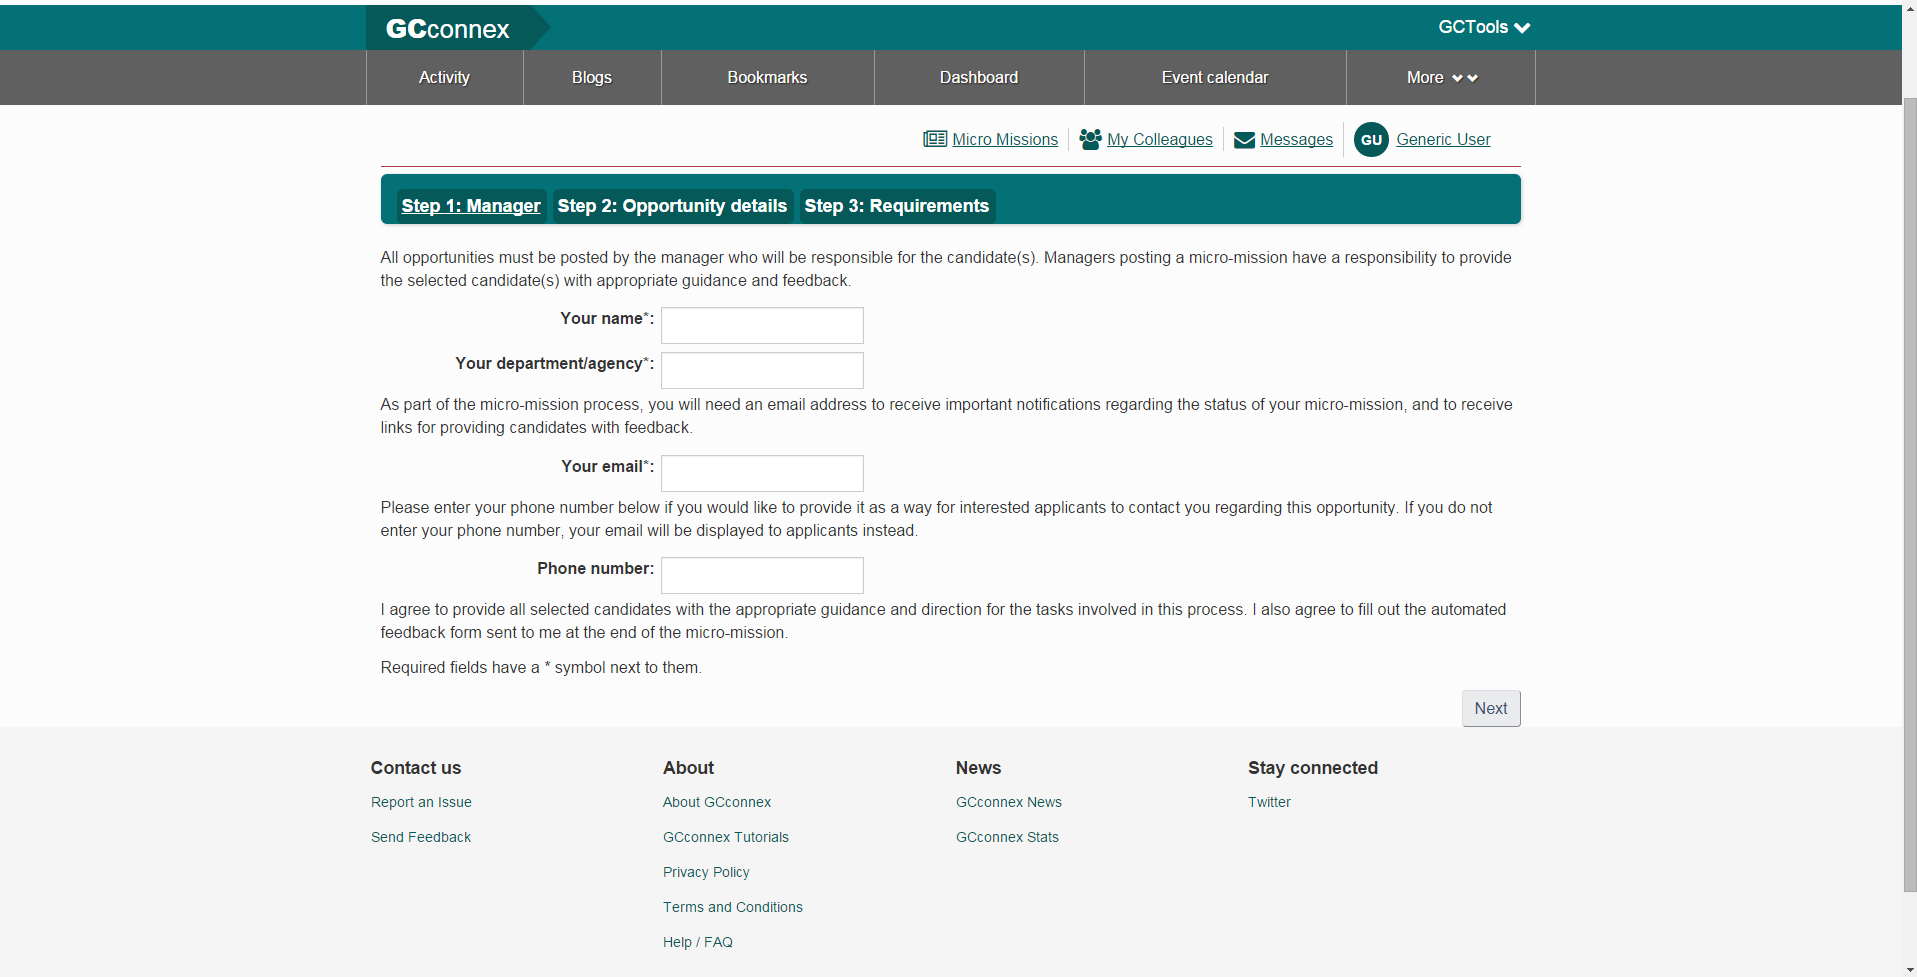 GCconnex
GCTools
Activity
Blogs
Bookmarks
Dashboard
Event calendar
More
Micro Missions
My Colleagues
Messages
GU
Generic User
Step 1: Manager
Step 2: Opportunity details
Step 3: Requirements
All opportunities must be posted by the manager who will be responsible for the candidate(s). Managers posting a micro-mission have a responsibility to provide
the selected candidate(s) with appropriate guidance and feedback.
Your name*:
Your department/agency*:
As part of the micro-mission process, you will need an email address to receive important notifications regarding the status of your micro-mission, and to receive
links for providing candidates with feedback.
Your email*:
Please enter your phone number below if you would like to provide it as a way for interested applicants to contact you regarding this opportunity. If you do not
enter your phone number, your email will be displayed to applicants instead.
Phone number:
I agree to provide all selected candidates with the appropriate guidance and direction for the tasks involved in this process. I also agree to fill out the automated
feedback form sent to me at the end of the micro-mission.
Required fields have a * symbol next to them.
Next
Contact us
Report an Issue
Send Feedback
About
About GCconnex
GCconnex Tutorials
Privacy Policy
Terms and Conditions
Help / FAQ
News
GCconnex News
GCconnex Stats
Stay connected
Twitter